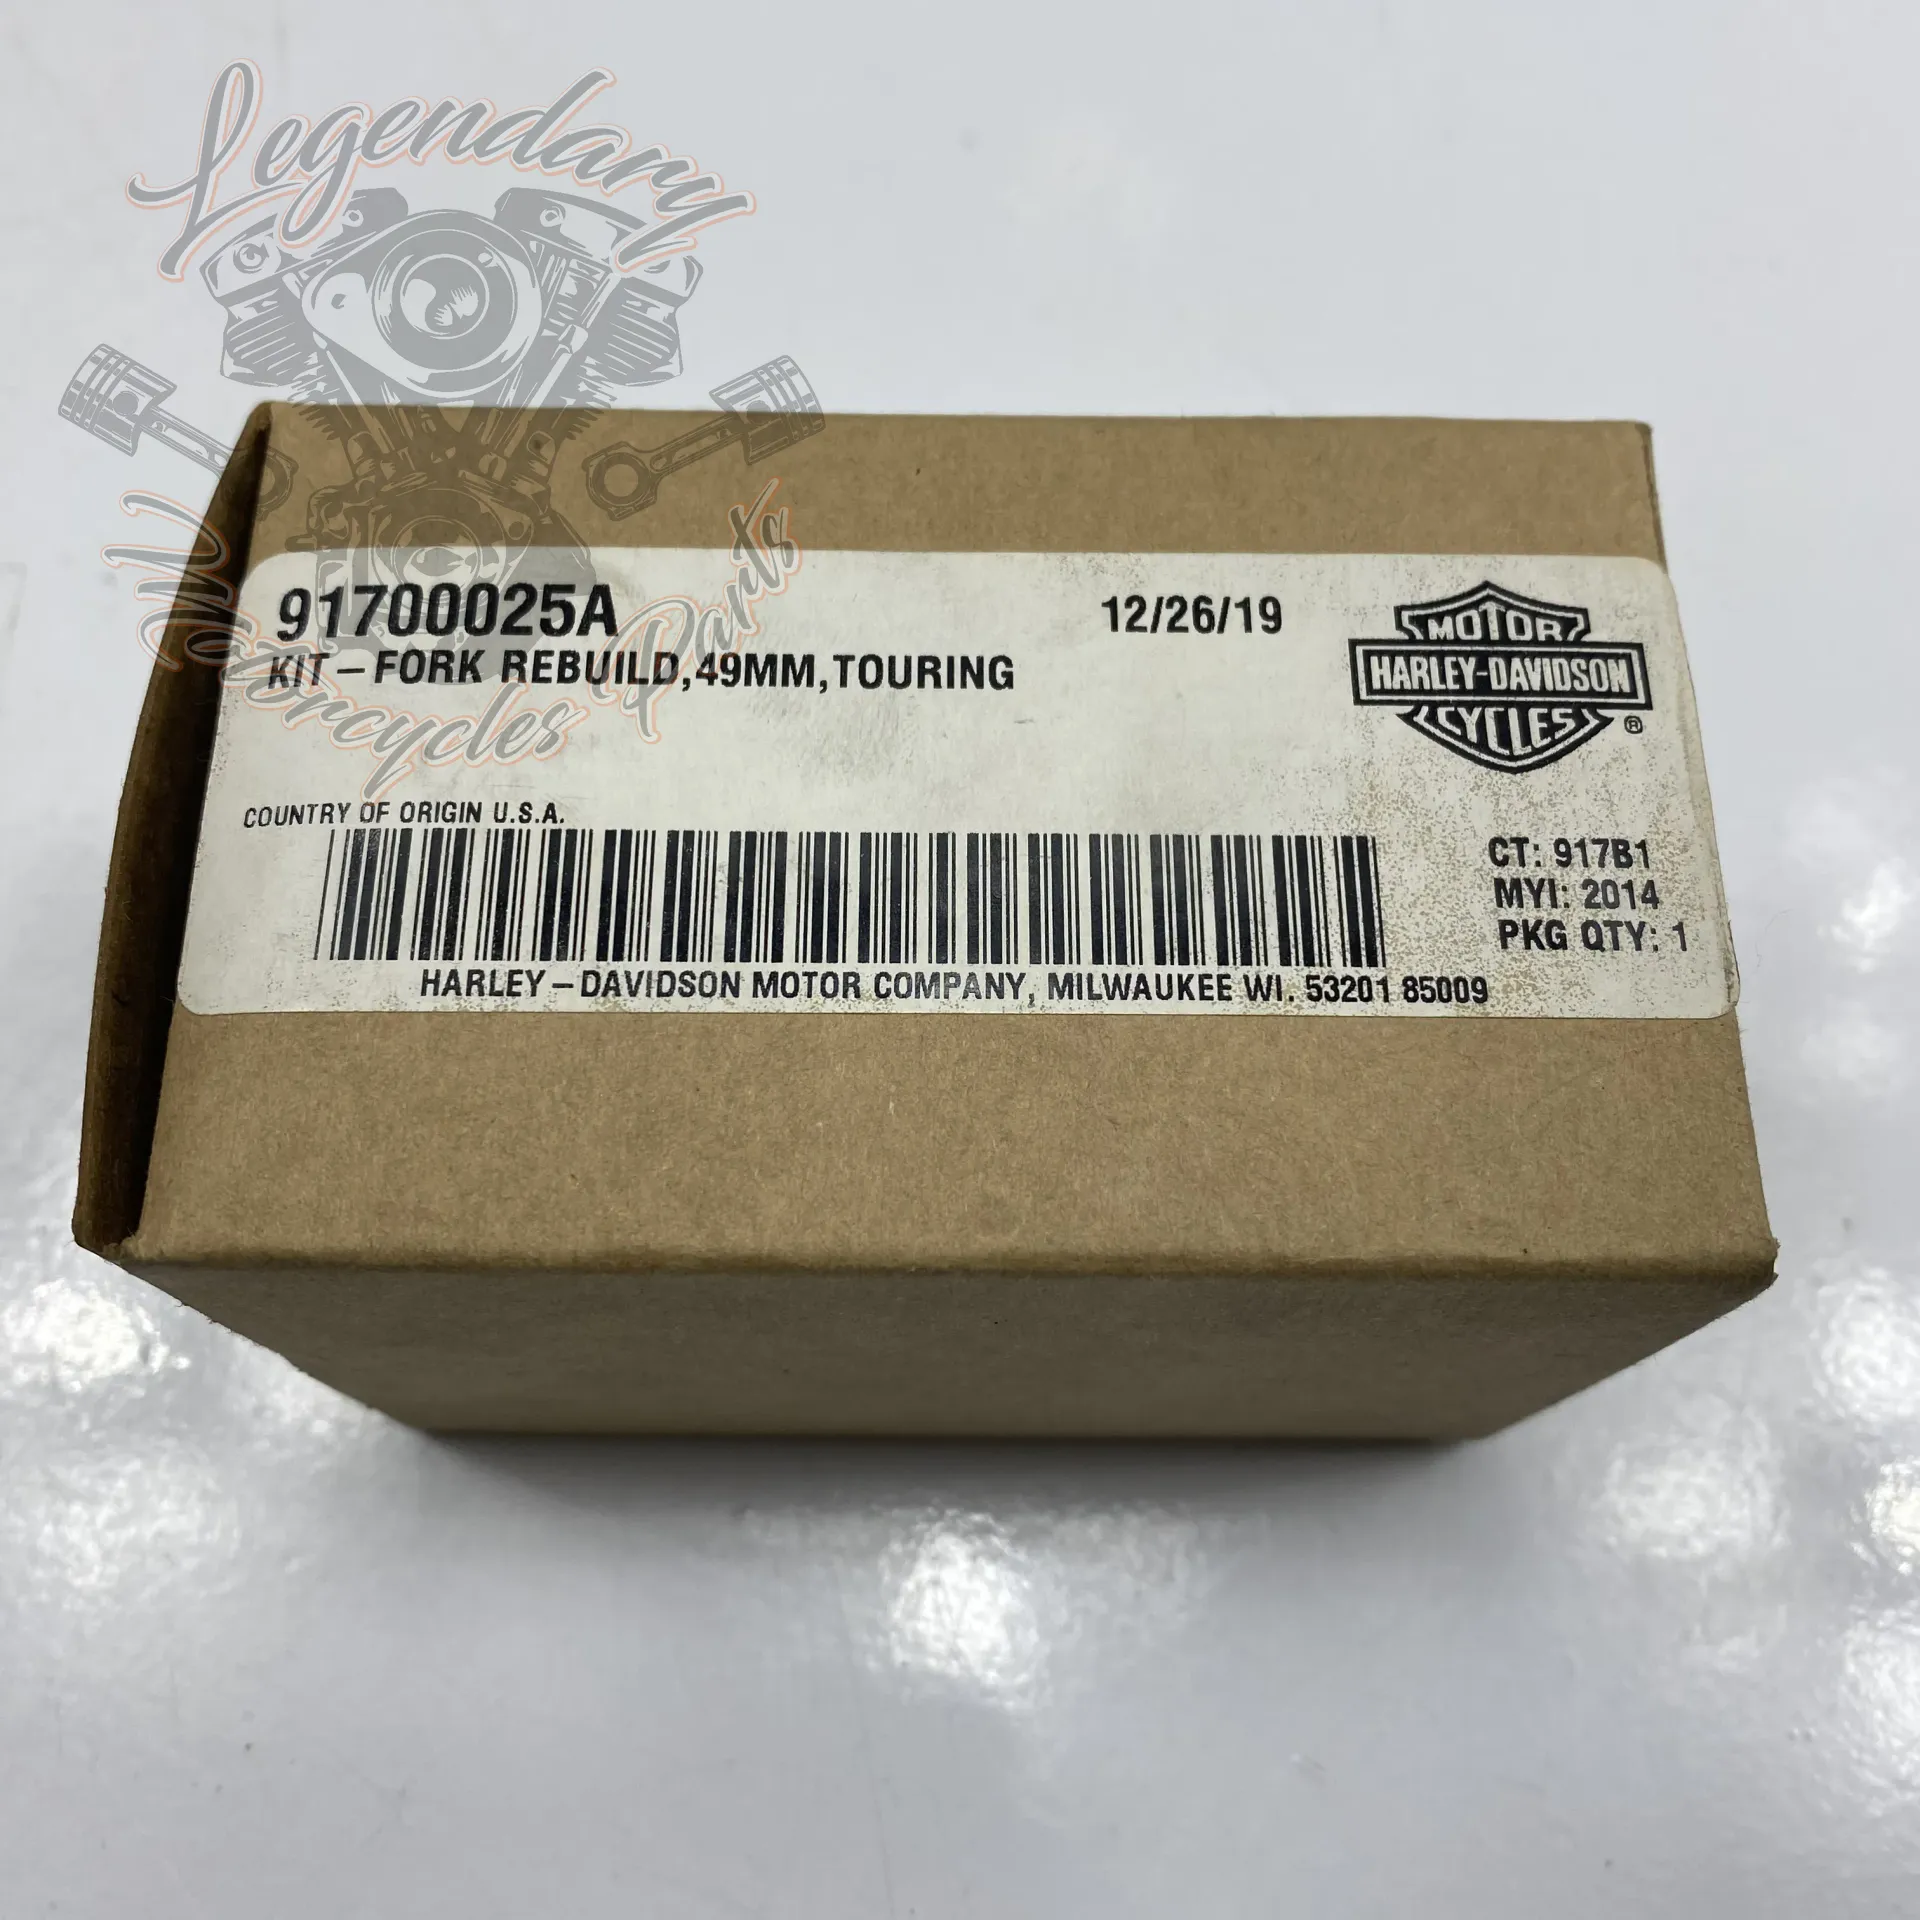 Legendary
Motorcycles Parts
91700025A
12/26/19
KIT-FORK REBUILD,49MM,TOURING
MOTOR
HARLEY-DAVIDSON
CYCLES
®
COUNTRY OF ORIGIN U.S.A.
CT: 917B1
MYI: 2014
PKG QTY: 1
HARLEY-DAVIDSON MOTOR COMPANY, MILWAUKEE WI. 53201 85009